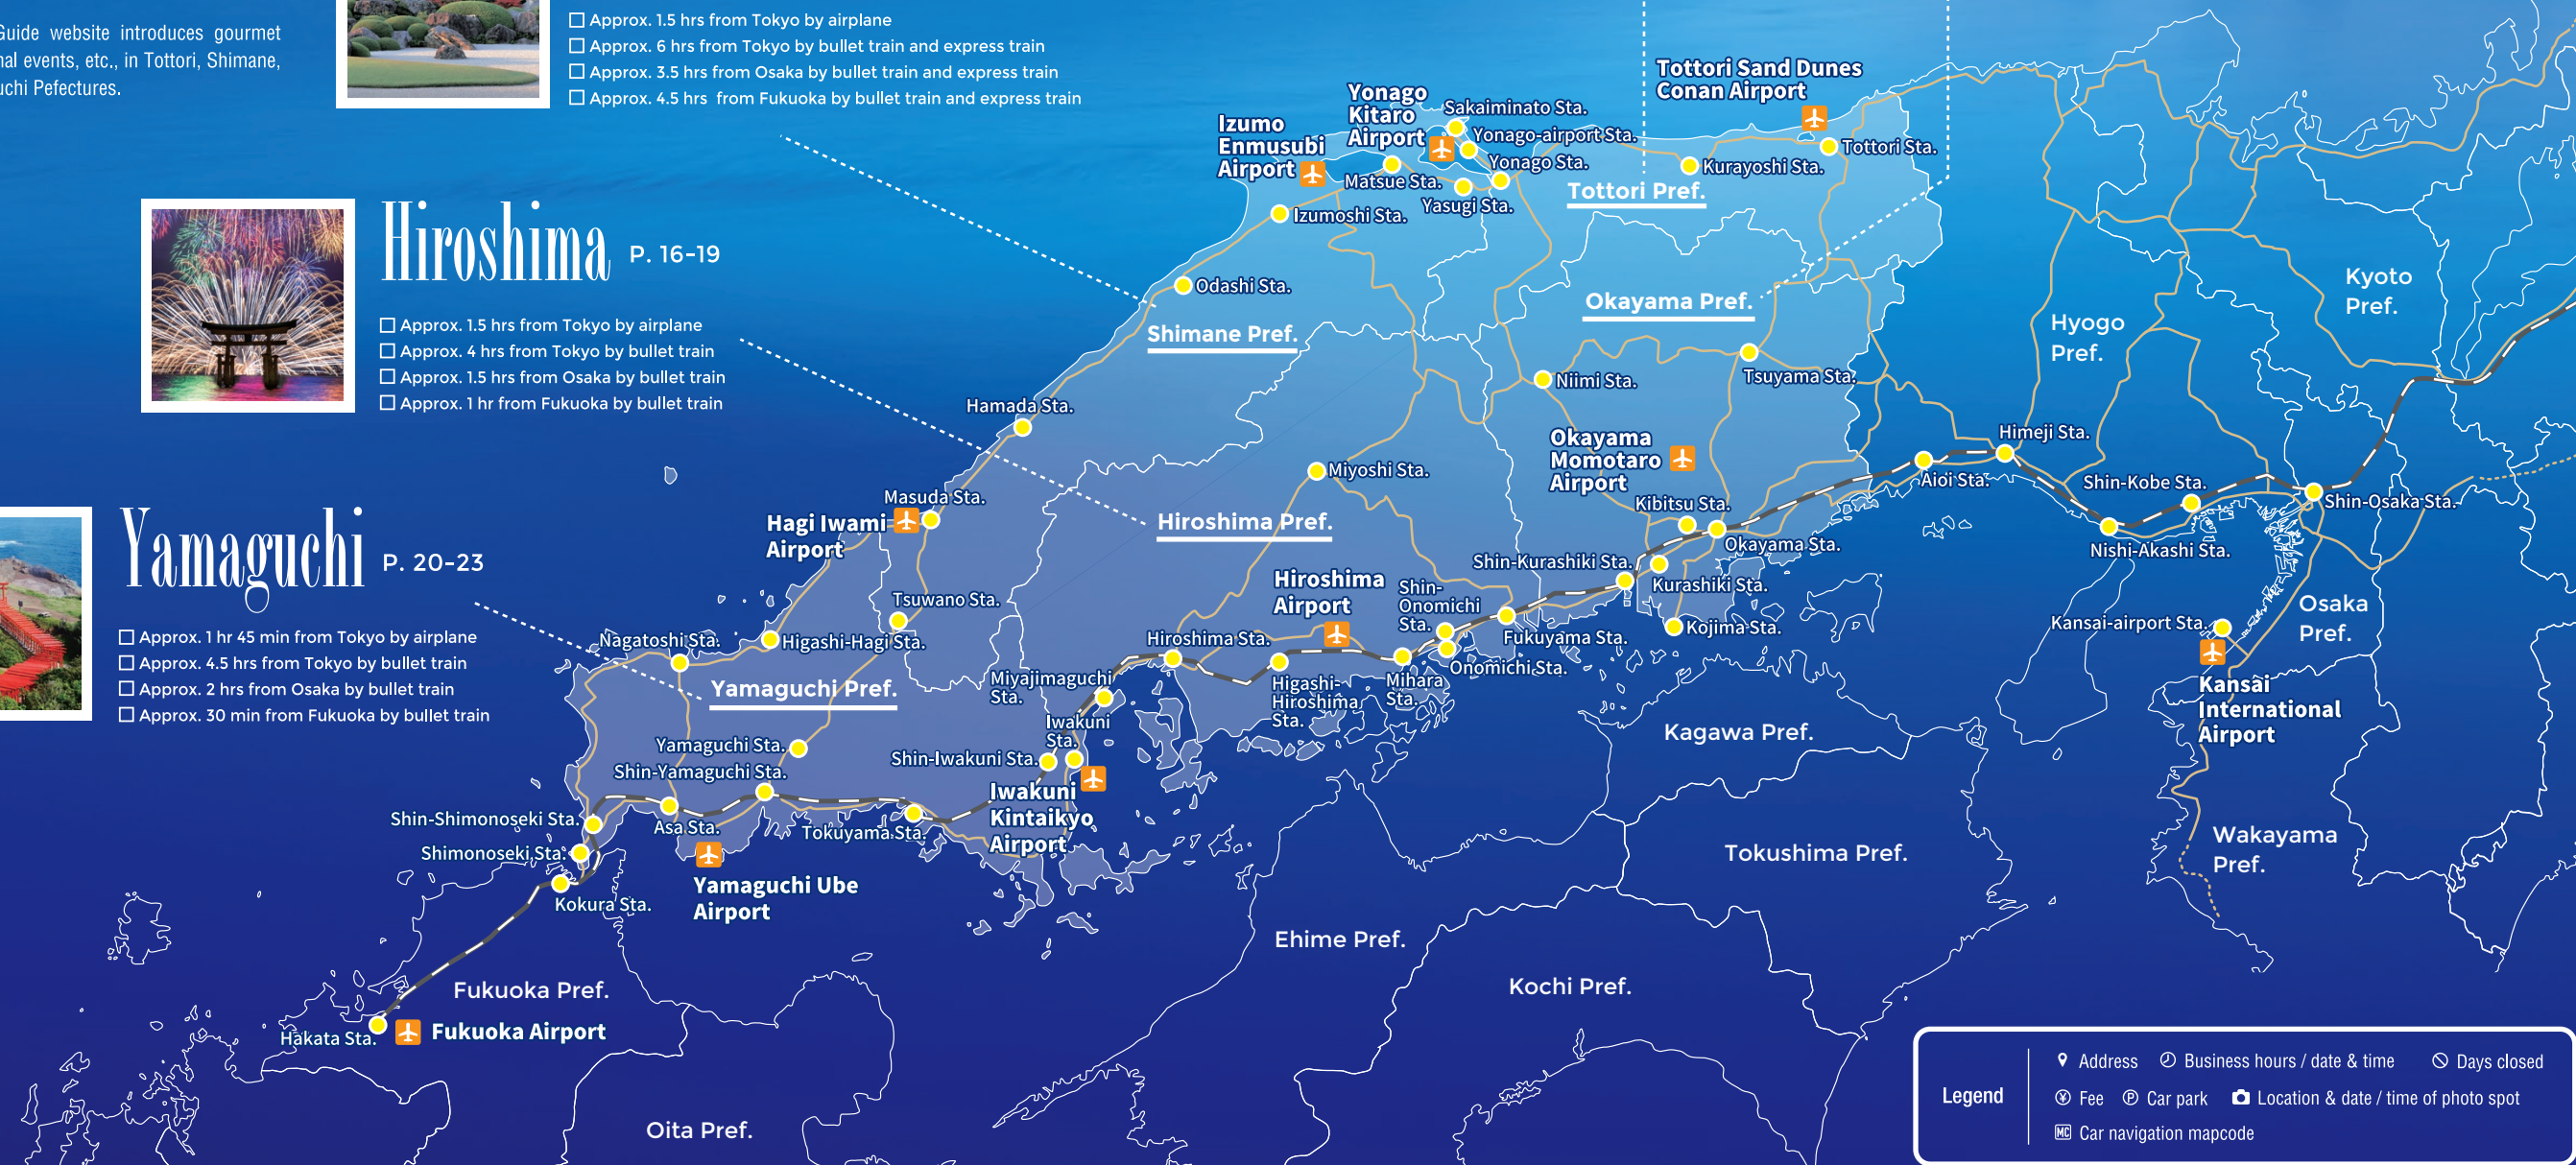 Guide website introduces gourmet
nal events, etc., in Tottori, Shimane,
uchi Pefectures.
Approx. 1.5 hrs from Tokyo by airplane
Approx. 6 hrs from Tokyo by bullet train and express train
Approx. 3.5 hrs from Osaka by bullet train and express train
Approx. 4.5 hrs from Fukuoka by bullet train and express train
Hiroshima P. 16-19
Approx. 1.5 hrs from Tokyo by airplane
Approx. 4 hrs from Tokyo by bullet train
Approx. 1.5 hrs from Osaka by bullet train
Approx. 1 hr from Fukuoka by bullet train
Yamaguchi P. 20-23
Approx. 1 hr 45 min from Tokyo by airplane
Approx. 4.5 hrs from Tokyo by bullet train
Approx. 2 hrs from Osaka by bullet train
Approx. 30 min from Fukuoka by bullet train
Tottori Sand Dunes
Conan Airport
Yonago
Kitaro
Airport
Izumo
Enmusubi
Airport
Sakaiminato Sta.
Yonago-airport Sta.
Yonago Sta.
Matsue Sta.
Yasugi Sta.
Izumoshi Sta.
Tottori Sta.
Kurayoshi Sta.
Tottori Pref.
Odashi Sta.
Shimane Pref.
Okayama Pref.
Kyoto
Pref.
Hyogo
Pref.
Niimi Sta.
Tsuyama Sta.
Hamada Sta.
Okayama
Momotaro
Airport
Himeji Sta.
Miyoshi Sta.
Aioi Sta.
Shin-Kobe Sta.
Shin-Osaka Sta.
Masuda Sta.
Hagi Iwami
Airport
Kibitsu Sta.
Hiroshima Pref.
Okayama Sta.
Nishi-Akashi Sta.
Shin-Kurashiki Sta.
Kurashiki Sta.
Hiroshima
Airport
Shin-
Onomichi
Sta.
Tsuwano Sta.
Osaka
Pref.
Kansai-airport Sta.
Kojima Sta.
Fukuyama Sta.
Nagatoshi Sta.
Higashi-Hagi Sta.
Hiroshima Sta.
Onomichi Sta.
Miyajimaguchi
Sta.
Higashi-
Hiroshima
Sta.
Mihara
Sta.
Yamaguchi Pref.
Kansai
International
Airport
Iwakuni
Sta.
Kagawa Pref.
Yamaguchi Sta.
Shin-Iwakuni Sta.
Shin-Yamaguchi Sta.
Iwakuni
Kintaikyo
Airport
Shin-Shimonoseki Sta.
Asa Sta.
Tokuyama Sta.
Wakayama
Pref.
Shimonoseki Sta.
Tokushima Pref.
Yamaguchi Ube
Airport
Kokura Sta.
Ehime Pref.
Kochi Pref.
Fukuoka Pref.
Hakata Sta.
Fukuoka Airport
Oita Pref.
Legend
Address Business hours / date & time Days closed
Fee Ⓟ Car park Location & date / time of photo spot
MC Car navigation mapcode